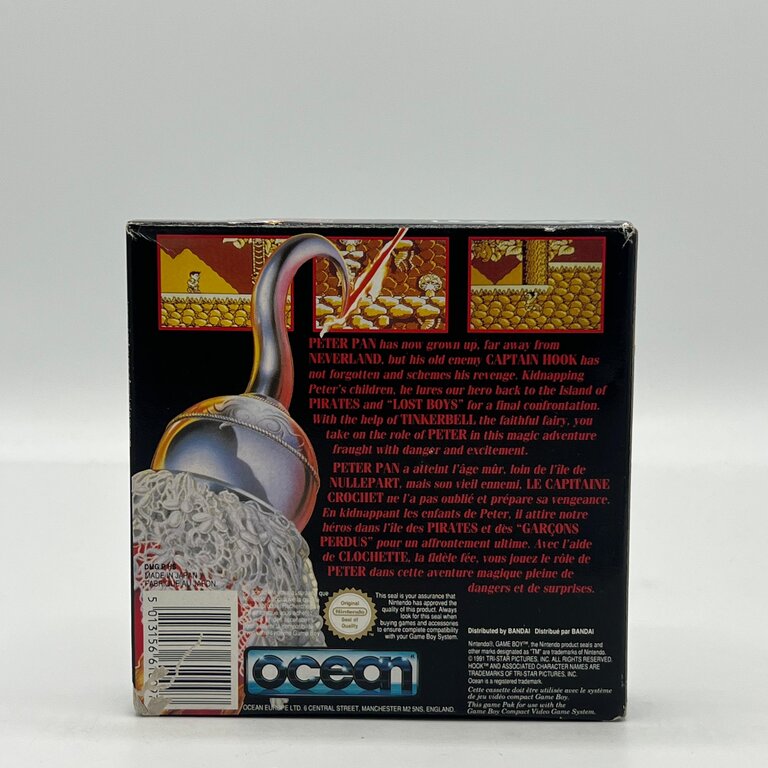 PETER PAN has now grown up, far away from
NEVERLAND, but his old enemy CAPTAIN HOOK has
not forgotten and schemes his revenge. Kidnapping
Peter's children, he lures our hero back to the island of
PIRATES and "LOST BOYS" for a final confrontation.
With the help of TINKERBELL the faithful fairy, you
take on the role of PETER in this magic adventure
fraught with danger and excitement.
PETER PAN a atteint l'âge mûr, loin de l'île de
NULLEPART, mais son vieil ennemi, LE CAPITAINE
CROCHET ne l'a pas oublié et prépare sa vengeance.
En kidnappant les enfants de Peter, il attire notre
héros dans l'île des PIRATES et des "GARÇONS
PERDUS" pour un affrontement ultime. Avec l'aide
de CLOCHETTE, la fidèle fée, vous jouez le rôle de
PETER dans cette aventure magique pleine de
dangers et de surprises.
MADE IN JAPAN
FABRIQUE AU JAPON
Original
Nintendo
Seal of
Quality
This seal is your assurance that
Nintendo has approved the
quality of this product. Always
look for this seal when
buying games and accessories
to ensure complete compatibility
with your Game Boy System.
ocean
OCEAN EUROPE LTD. 6 CENTRAL STREET, MANCHESTER M2 5NS, ENGLAND.
Distributed by BANDAI Distribué par BANDAI
Nintendo®, GAME BOY™, the Nintendo product seals and
other marks designated as "TM" are trademarks of Nintendo.
© 1991 TRI-STAR PICTURES, INC. ALL RIGHTS RESERVED.
HOOK™ AND ASSOCIATED CHARACTER NAMES ARE
TRADEMARKS OF TRI-STAR PICTURES, INC.
Ocean is a registered trademark.
Cette cassette doit être utilisée avec le système
de jeu vidéo compact Game Boy.
This game Pak for use with the
Game Boy Compact Video Game System.